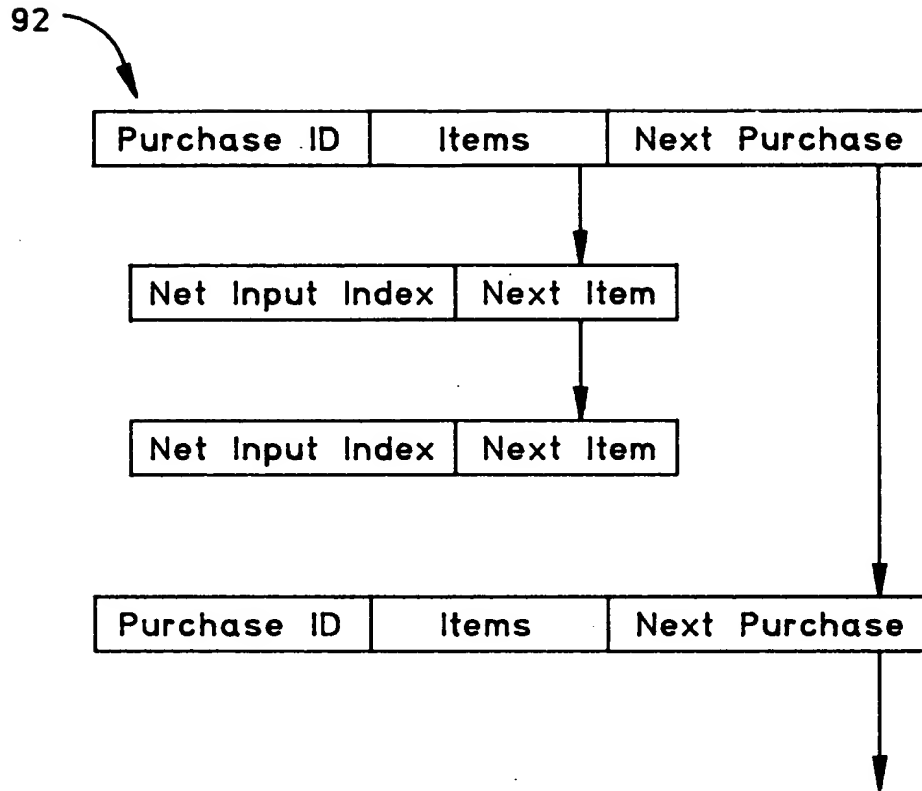 92
Purchase ID Items Next Purchase
Net Input Index Next Item
Net Input Index Next Item
Purchase ID Items Next Purchase